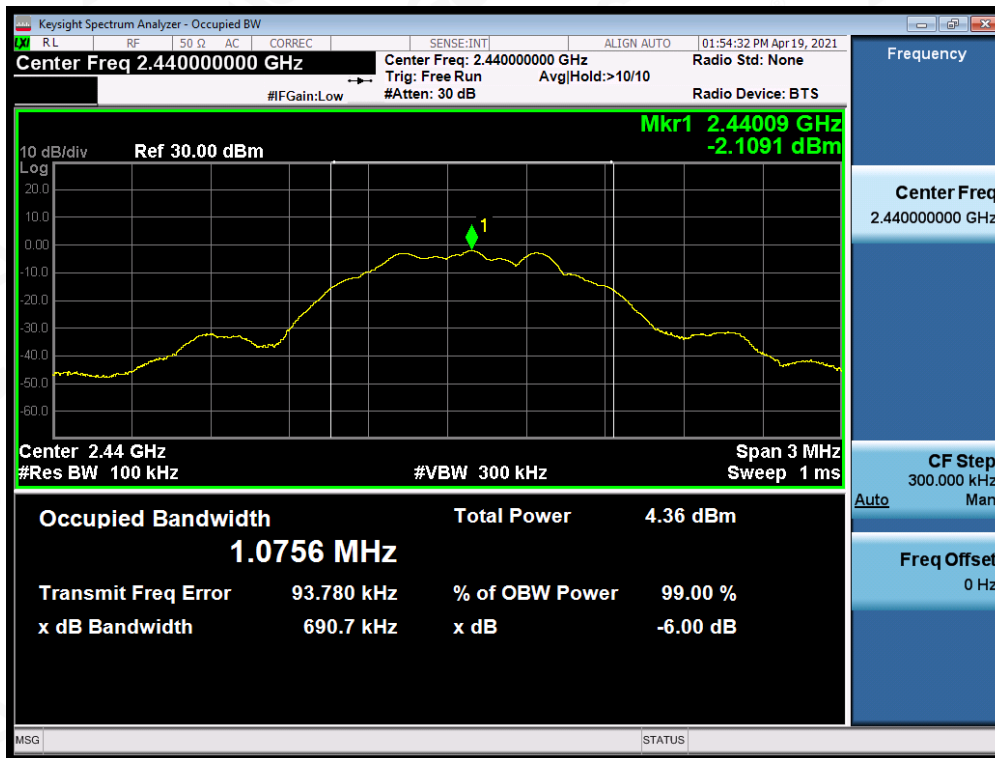 Keysight Spectrum Analyzer - Occupied BW
LXI RL RF 50 Ω AC CORREC SENSE:INT ALIGN AUTO 01:54:32 PM Apr 19, 2021
Center Freq 2.440000000 GHz
Center Freq: 2.440000000 GHz Radio Std: None
Trig: Free Run Avg|Hold:>10/10
#IFGain:Low #Atten: 30 dB Radio Device: BTS
Mkr1 2.44009 GHz
-2.1091 dBm
10 dB/div Ref 30.00 dBm
Log
20.0
10.0
1
0.00
-10.0
-20.0
-30.0
-40.0
-50.0
-60.0
Center 2.44 GHz Span 3 MHz
#Res BW 100 kHz #VBW 300 kHz Sweep 1 ms
Occupied Bandwidth Total Power 4.36 dBm
1.0756 MHz
Transmit Freq Error 93.780 kHz % of OBW Power 99.00 %
x dB Bandwidth 690.7 kHz x dB -6.00 dB
MSG STATUS
Frequency
Center Freq
2.440000000 GHz
CF Step
300.000 kHz
Auto Man
Freq Offset
0 Hz